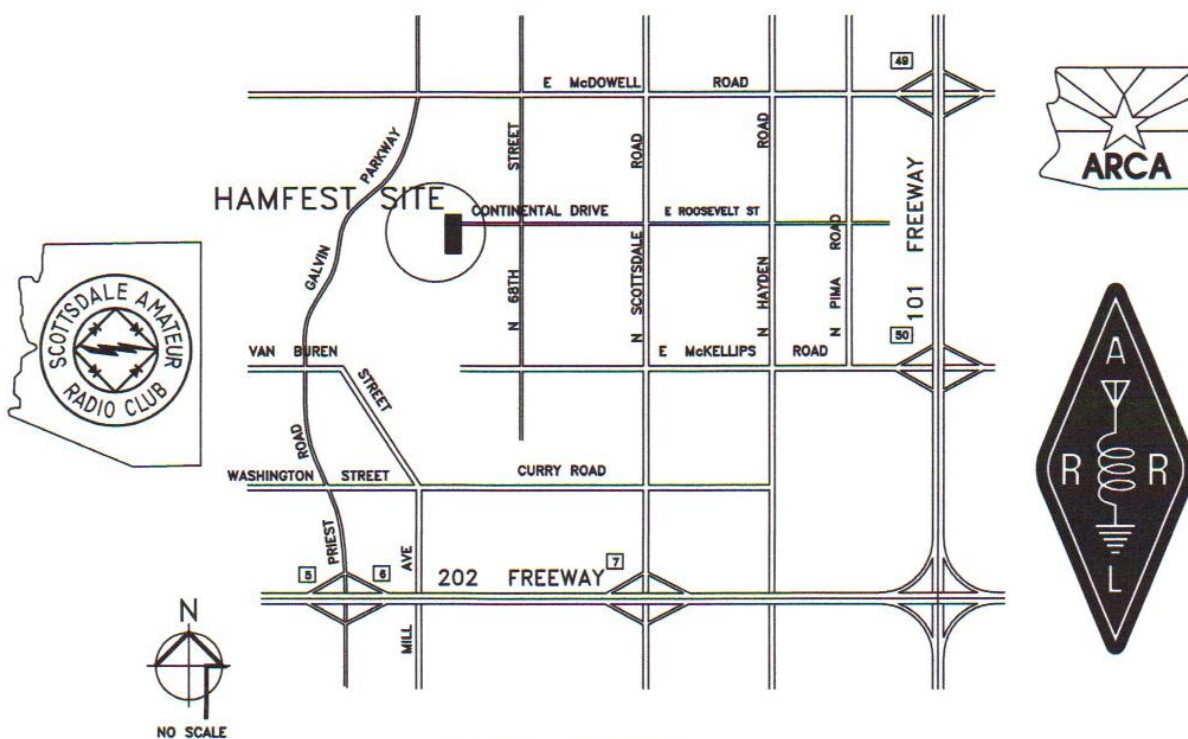 49
E McDOWELL ROAD
ARCA
PARKWAY
STREET
ROAD
ROAD
HAMFEST SITE
CONTINENTAL DRIVE
E ROOSEVELT ST
GALVIN
N 68TH
N SCOTTSDALE
N HAYDEN
N PIMA ROAD
101 FREEWAY
SCOTTSDALE AMATEUR
RADIO CLUB
50
VAN BUREN
STREET
E McKELLIPS ROAD
A
R R
L
ROAD
WASHINGTON STREET
CURRY ROAD
PRIEST
5
6
MILL AVE
202 FREEWAY
7
N
NO SCALE